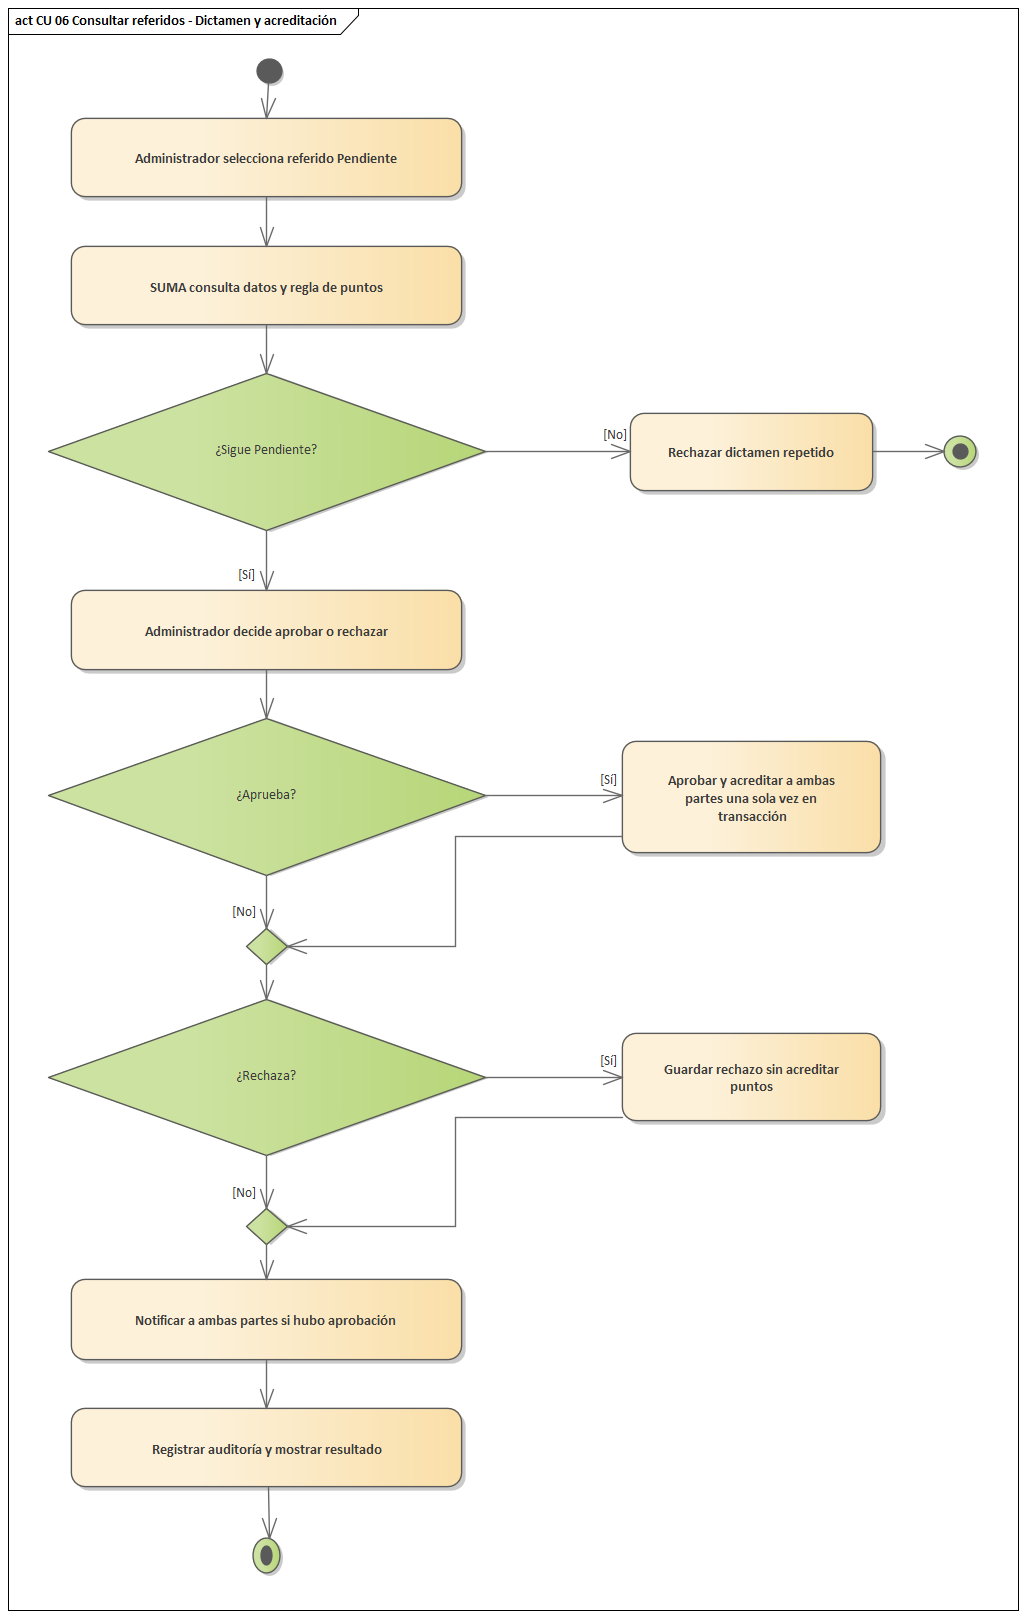 act CU 06 Consultar referidos - Dictamen y acreditación
Administrador selecciona referido Pendiente
SUMA consulta datos y regla de puntos
¿Sigue Pendiente?
[No]
Rechazar dictamen repetido
[Sí]
Administrador decide aprobar o rechazar
¿Aprueba?
[Sí]
Aprobar y acreditar a ambas
partes una sola vez en
transacción
[No]
¿Rechaza?
[Sí]
Guardar rechazo sin acreditar
puntos
[No]
Notificar a ambas partes si hubo aprobación
Registrar auditoría y mostrar resultado